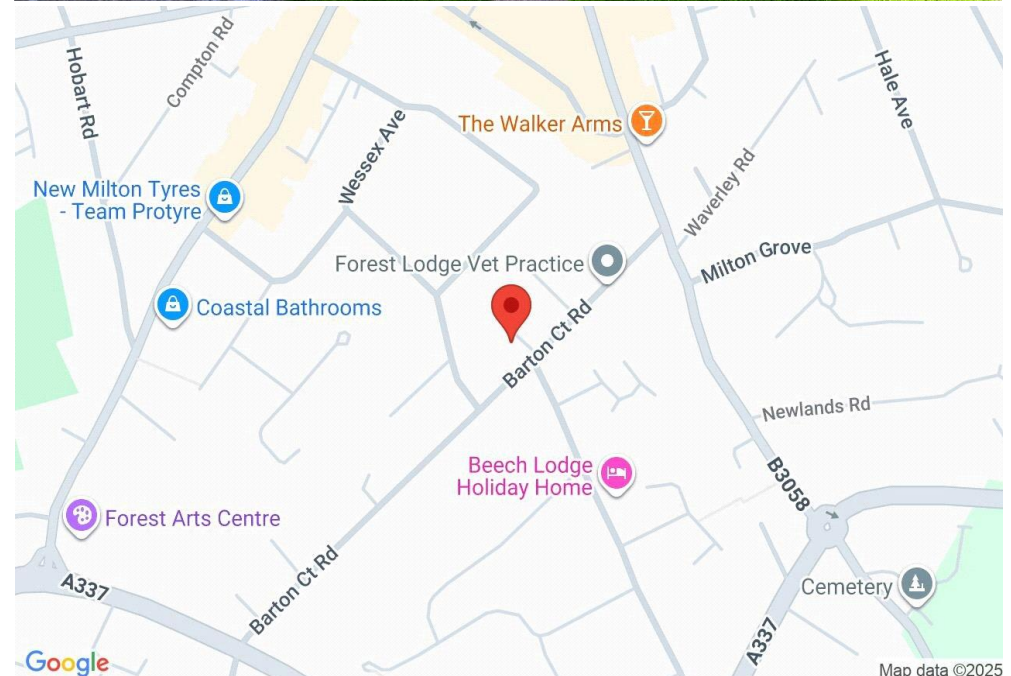 Hobart Rd
Compton Rd
Hale Ave
The Walker Arms
Wessex Ave
Waverley Rd
New Milton Tyres
- Team Protyre
Forest Lodge Vet Practice
Milton Grove
Coastal Bathrooms
Barton Ct Rd
Newlands Rd
Beech Lodge
Holiday Home
B3058
Forest Arts Centre
A337
Barton Ct Rd
Cemetery
A337
Google
Map data ©2025